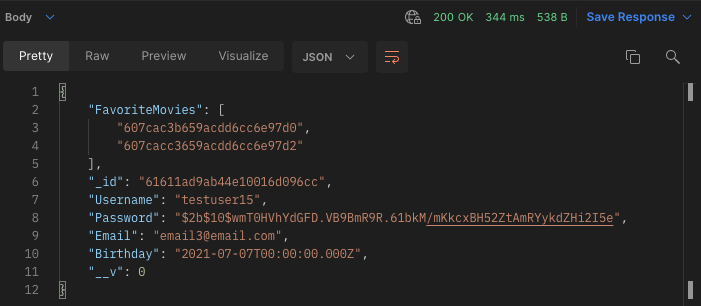 Body 200 OK 344 ms 538 B Save Response
Pretty Raw Preview Visualize JSON
1 {
2 "FavoriteMovies": [
3 "607cac3b659acdd6cc6e97d0",
4 "607cacc3659acdd6cc6e97d2"
5 ],
6 "_id": "61611ad9ab44e10016d096cc",
7 "Username": "testuser15",
8 "Password": "$2b$10$wmT0HVhYdGFD.VB9BmR9R.61bkM/mKkcxBH52ZtAmRYykdZHi2I5e",
9 "Email": "email3@email.com",
10 "Birthday": "2021-07-07T00:00:00.000Z",
11 "__v": 0
12 }